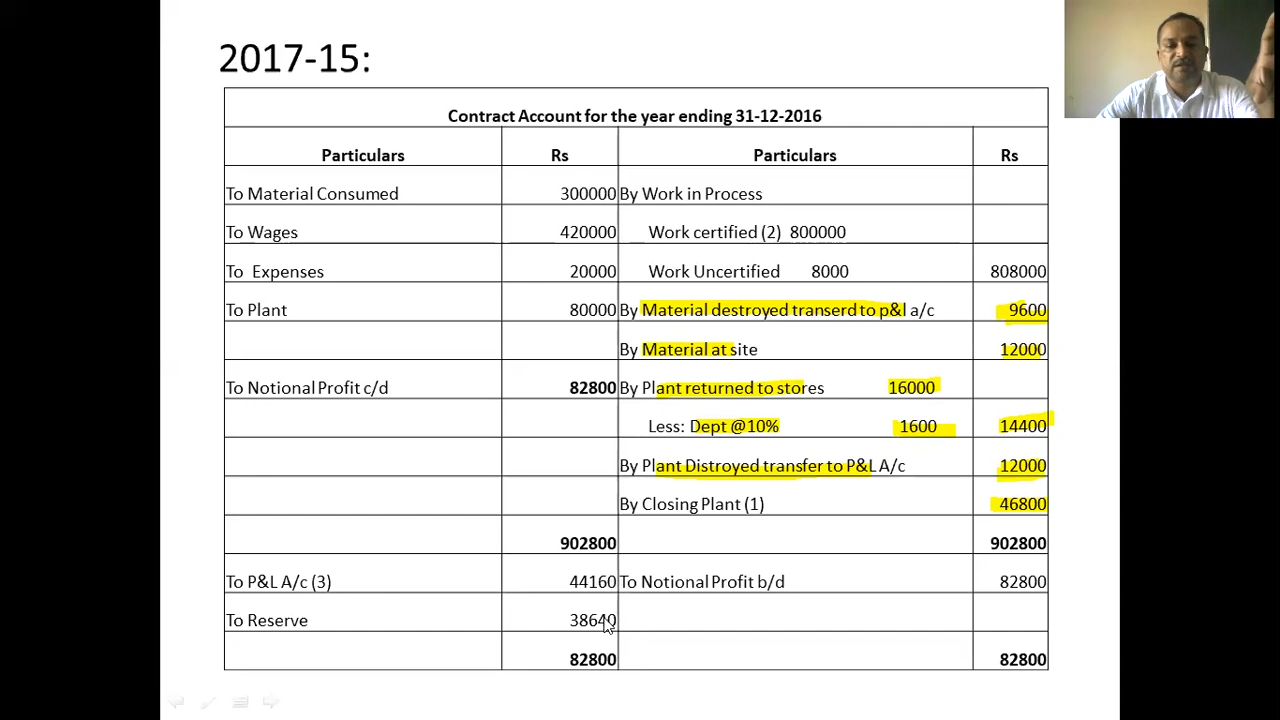 2017-15:
Contract Account for the year ending 31-12-2016
Particulars Rs Particulars Rs
To Material Consumed 300000 By Work in Process
To Wages 420000 Work certified (2) 800000
To Expenses 20000 Work Uncertified 8000 808000
To Plant 80000 By Material destroyed transerd to p&l a/c 9600
By Material at site 12000
To Notional Profit c/d 82800 By Plant returned to stores 16000
Less: Dept @10% 1600 14400
By Plant Distroyed transfer to P&L A/c 12000
By Closing Plant (1) 46800
902800 902800
To P&L A/c (3) 44160 To Notional Profit b/d 82800
To Reserve 38640
82800 82800